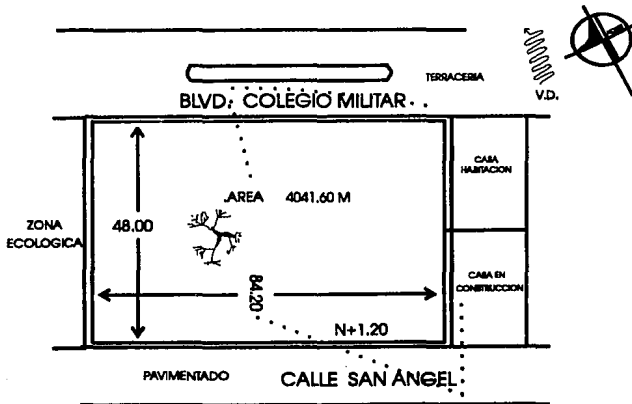 TERRACERIA
V.D.
BLVD. COLEGIO MILITAR
CASA
HABITACION
AREA 4041.60 M
ZONA
ECOLOGICA
48.00
84.20
CASA EN
CONSTRUCCION
N+1.20
PAVIMENTADO
CALLE SAN ÁNGEL